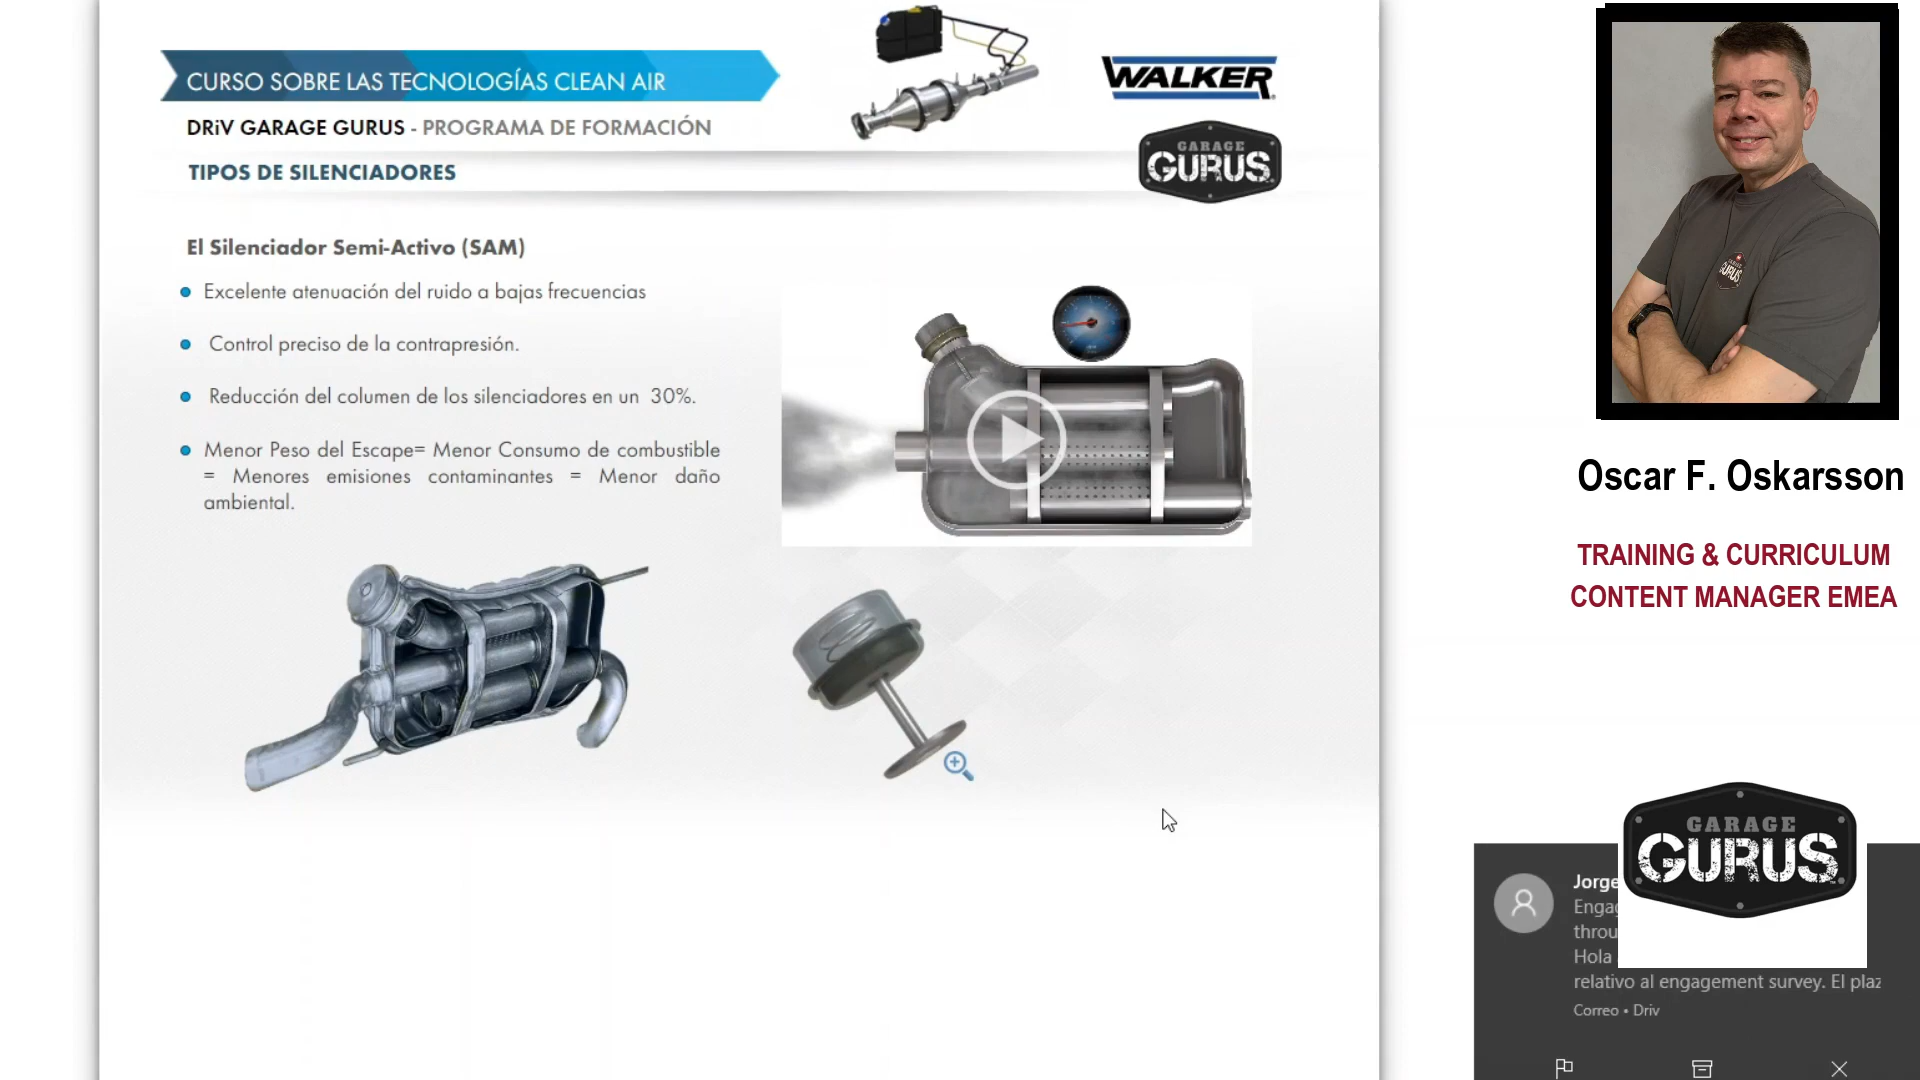 CURSO SOBRE LAS TECNOLOGÍAS CLEAN AIR
DRiV GARAGE GURUS - PROGRAMA DE FORMACIÓN
TIPOS DE SILENCIADORES
WALKER
GARAGE
GURUS
El Silenciador Semi-Activo (SAM)
Excelente atenuación del ruido a bajas frecuencias
Control preciso de la contrapresión.
Reducción del columen de los silenciadores en un 30%.
Menor Peso del Escape= Menor Consumo de combustible
= Menores emisiones contaminantes = Menor daño
ambiental.
GURUS
Oscar F. Oskarsson
TRAINING & CURRICULUM
CONTENT MANAGER EMEA
GARAGE
GURUS
Jorge
Hola
relativo al engagement survey. El plaz
Correo • Driv